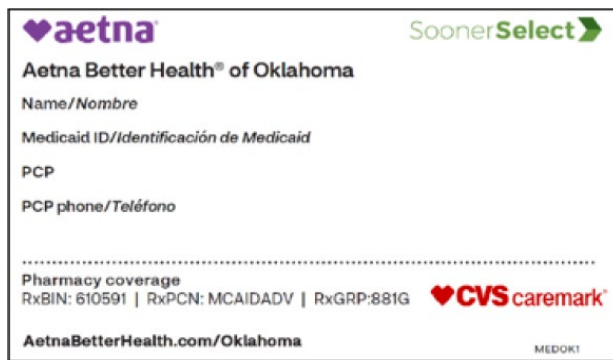 aetna®
SoonerSelect
Aetna Better Health® of Oklahoma
Name/Nombre
Medicaid ID/Identificación de Medicaid
PCP
PCP phone/Teléfono
Pharmacy coverage
RxBIN: 610591 | RxPCN: MCAIDADV | RxGRP:881G
CVS caremark®
AetnaBetterHealth.com/Oklahoma
MEDOK1